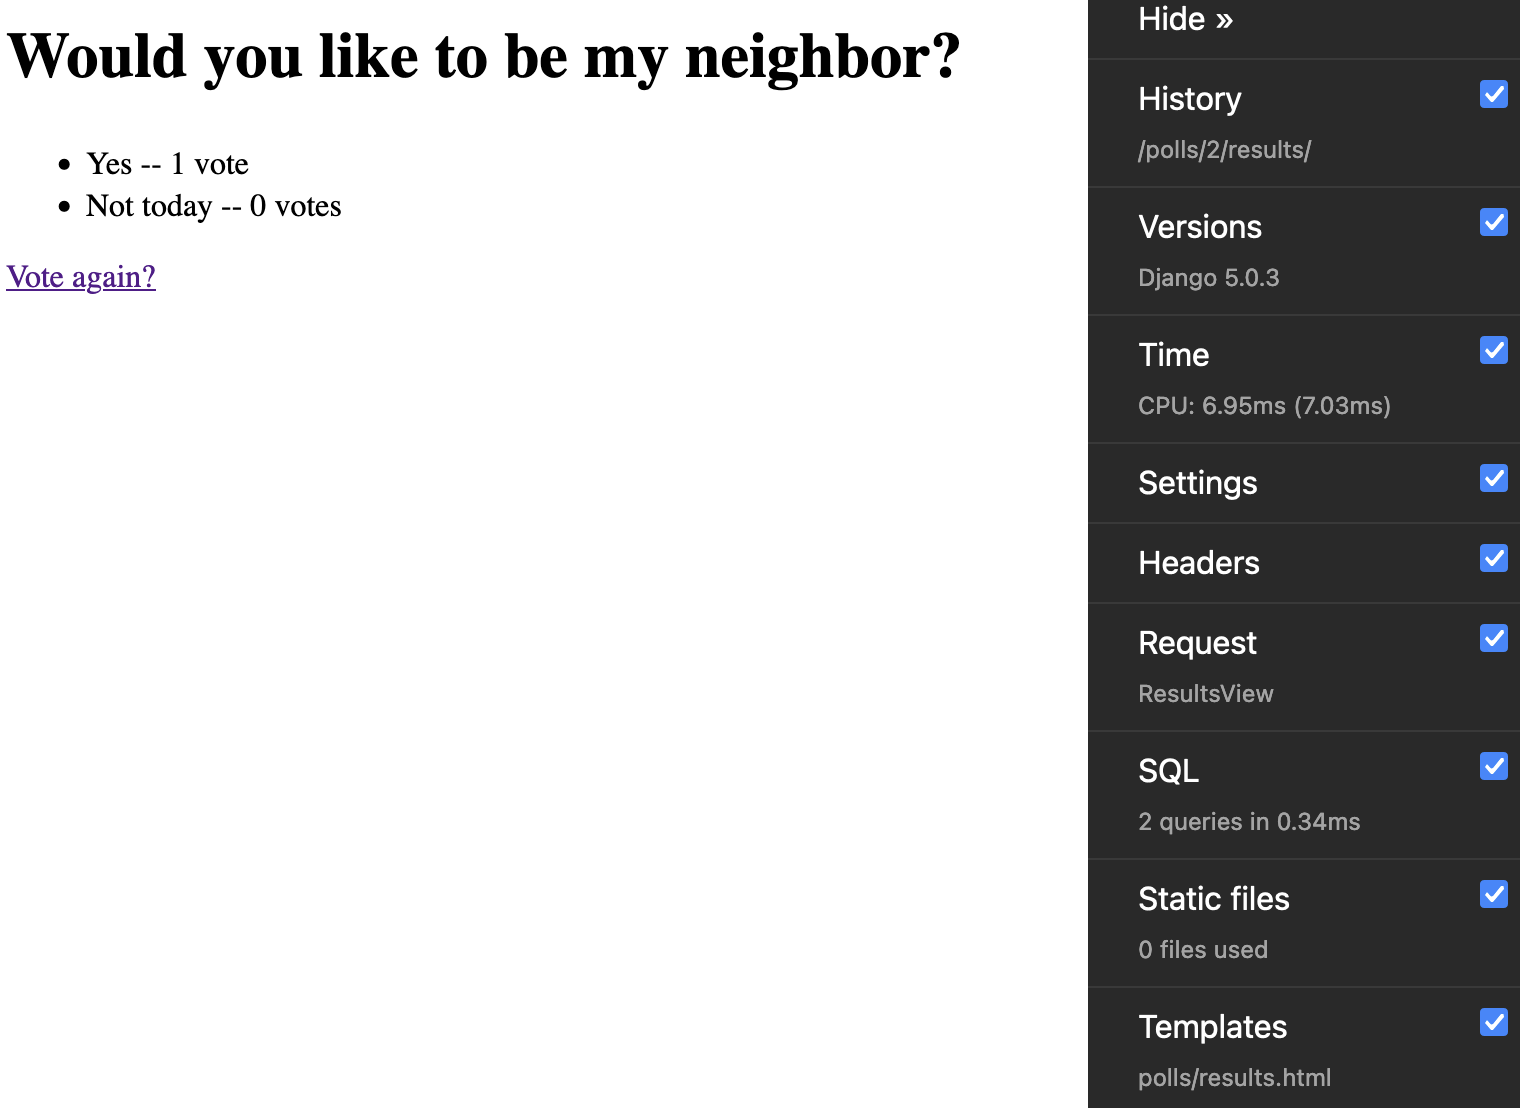 Would you like to be my neighbor?
Yes -- 1 vote
Not today -- 0 votes
Vote again?
Hide »
History
/polls/2/results/
Versions
Django 5.0.3
Time
CPU: 6.95ms (7.03ms)
Settings
Headers
Request
ResultsView
SQL
2 queries in 0.34ms
Static files
0 files used
Templates
polls/results.html